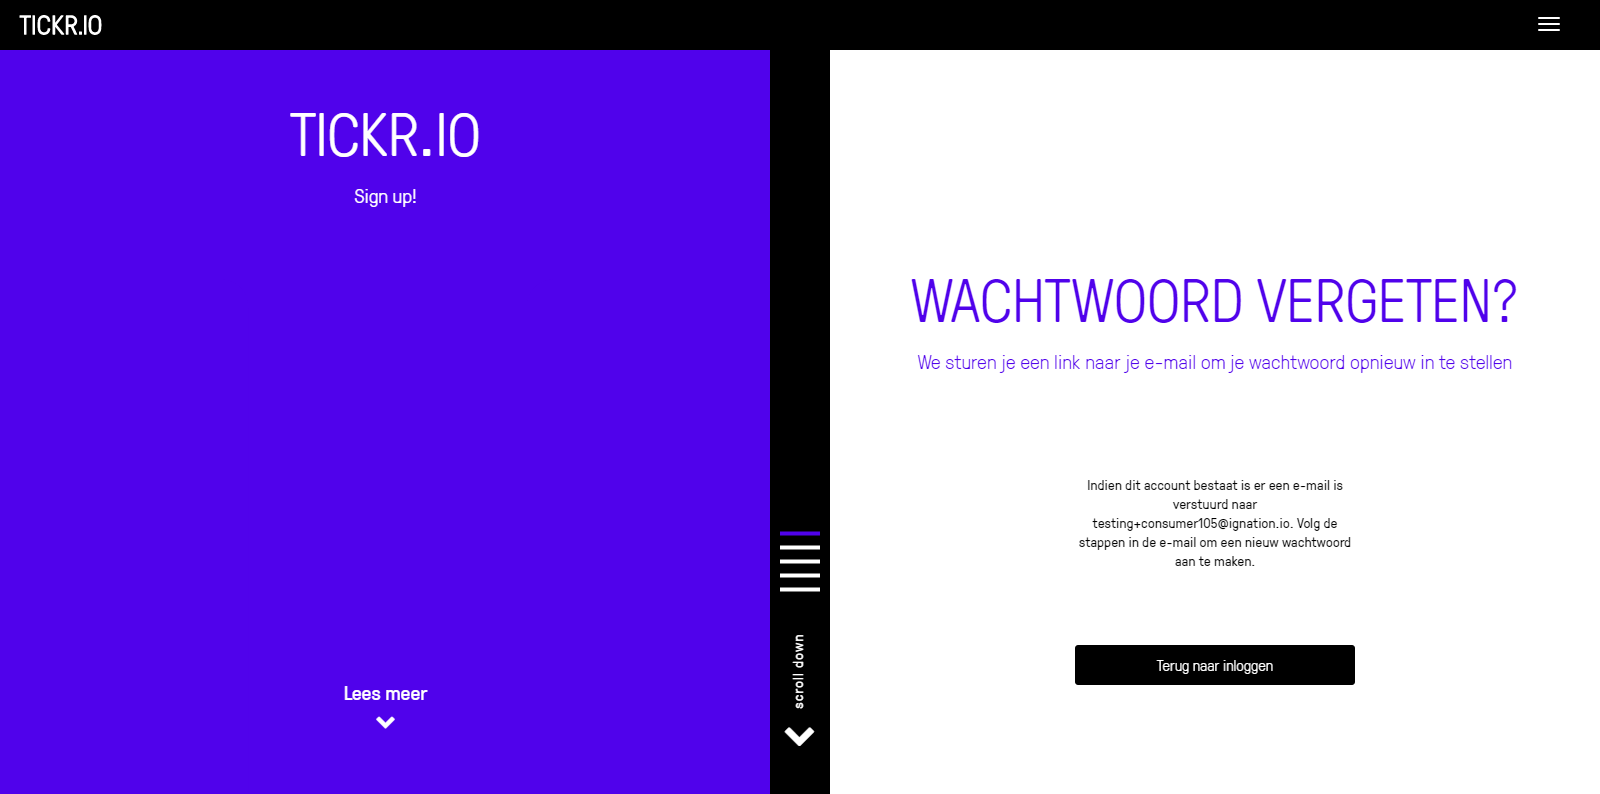 TICKR.IO
TICKR.IO
Sign up!
Lees meer
scroll down
WACHTWOORD VERGETEN?
We sturen je een link naar je e-mail om je wachtwoord opnieuw in te stellen
Indien dit account bestaat is er een e-mail is
verstuurd naar
testing+consumer105@ignation.io. Volg de
stappen in de e-mail om een nieuw wachtwoord
aan te maken.
Terug naar inloggen